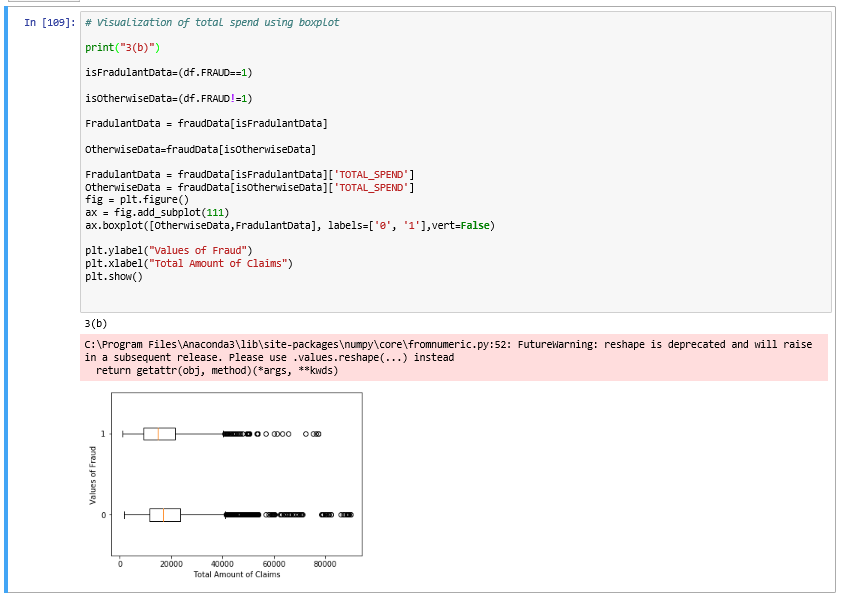 In [109]:
# Visualization of total spend using boxplot
print("3(b)")
isFradulantData=(df.FRAUD==1)
isOtherwiseData=(df.FRAUD!=1)
FradulantData = fraudData[isFradulantData]
OtherwiseData=fraudData[isOtherwiseData]
FradulantData = fraudData[isFradulantData]['TOTAL_SPEND']
OtherwiseData = fraudData[isOtherwiseData]['TOTAL_SPEND']
fig = plt.figure()
ax = fig.add_subplot(111)
ax.boxplot([OtherwiseData,FradulantData], labels=['0', '1'],vert=False)
plt.ylabel("Values of Fraud")
plt.xlabel("Total Amount of Claims")
plt.show()
3(b)
C:\Program Files\Anaconda3\lib\site-packages\numpy\core\fromnumeric.py:52: FutureWarning: reshape is deprecated and will raise
in a subsequent release. Please use .values.reshape(...) instead
  return getattr(obj, method)(*args, **kwds)
1
Values of Fraud
0
0 20000 40000 60000 80000
Total Amount of Claims